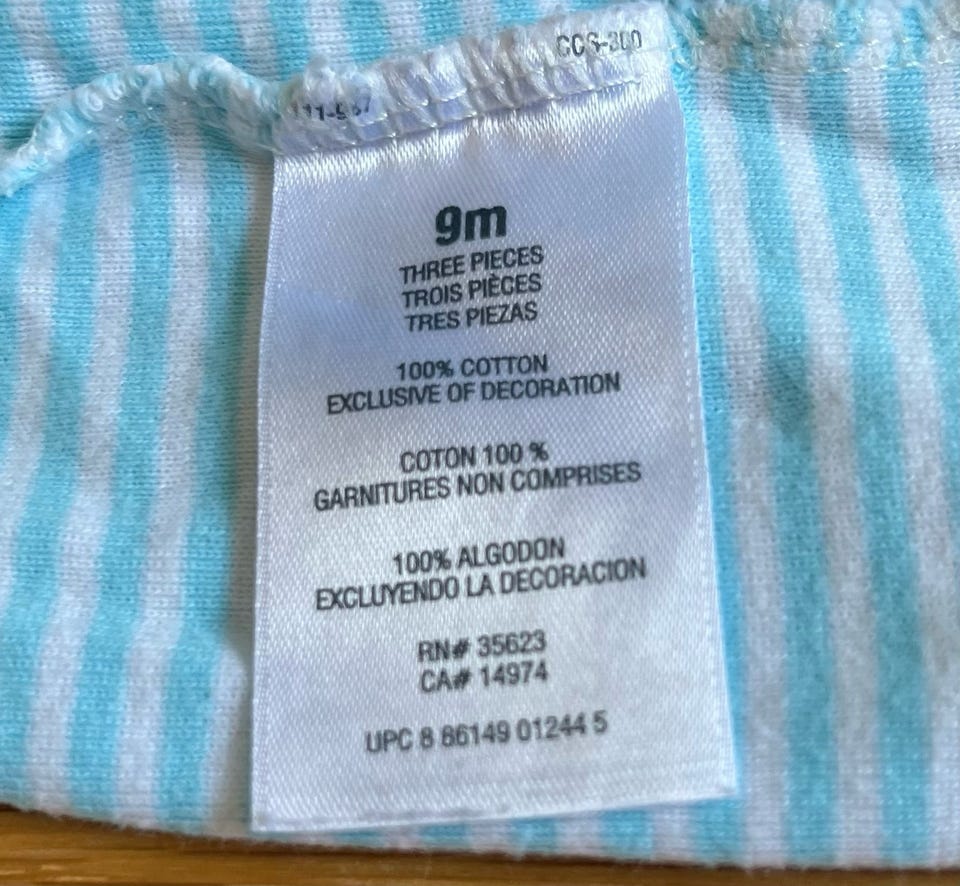 9m
THREE PIECES
TROIS PIÈCES
TRES PIEZAS
100% COTTON
EXCLUSIVE OF DECORATION
COTON 100 %
GARNITURES NON COMPRISES
100% ALGODON
EXCLUYENDO LA DECORACION
RN# 35623
CA# 14974
UPC 8 86149 01244 5